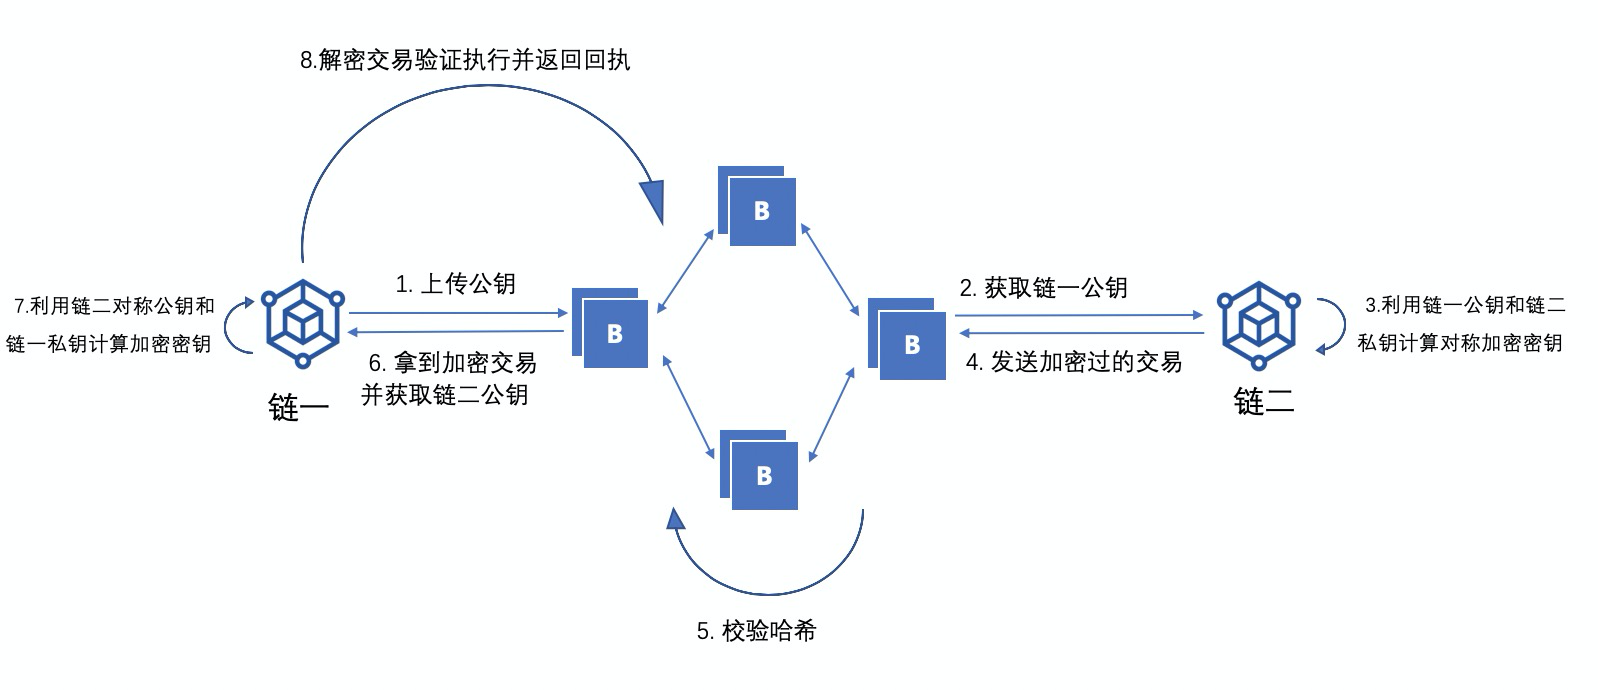 8.解密交易验证执行并返回回执
B
1. 上传公钥
2. 获取链一公钥
7.利用链二对称公钥和
链一私钥计算加密密钥
3.利用链一公钥和链二
私钥计算对称加密密钥
B
B
6. 拿到加密交易
并获取链二公钥
4. 发送加密过的交易
链一
链二
B
5. 校验哈希